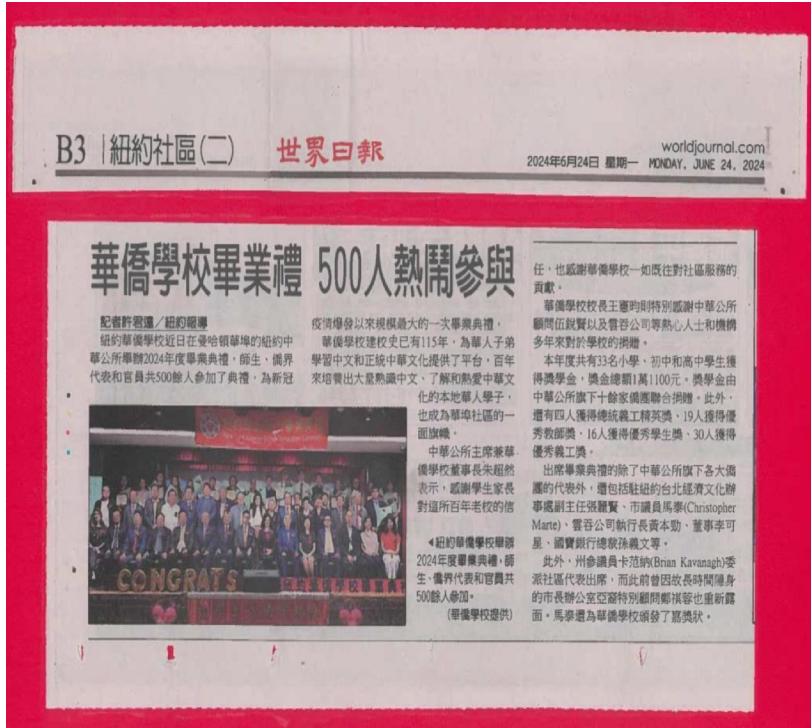 B3 | 紐約社區(二)
世界日報
worldjournal.com
2024年6月24日 星期一 MONDAY, JUNE 24, 2024
華僑學校畢業禮 500人熱鬧參與
記者許君達/紐約報導
紐約華僑學校近日在曼哈頓華埠的紐約中
華公所舉辦2024年度畢業典禮,師生、僑界
代表和官員共500餘人參加了典禮,為新冠
疫情爆發以來規模最大的一次畢業典禮。
華僑學校建校史已有115年,為華人子弟
學習中文和正統中華文化提供了平台,百年
來培養出大量熟識中文、了解和熱愛中華文
化的本地華人學子,
也成為華埠社區的一
面旗幟。
中華公所主席兼華
僑學校董事長朱超然
表示,感謝學生家長
對這所百年老校的信
任,也感謝華僑學校一如既往對社區服務的
貢獻。
華僑學校校長王憲筠則特別感謝中華公所
顧問伍銳賢以及雲吞公司等熱心人士和機構
多年來對於學校的捐贈。
本年度共有33名小學、初中和高中學生獲
得獎學金,獎金總額1萬1100元。獎學金由
中華公所旗下十餘家僑團聯合捐贈。此外,
還有四人獲得總統義工精英獎、19人獲得優
秀教師獎、16人獲得優秀學生獎、30人獲得
優秀義工獎。
出席畢業典禮的除了中華公所旗下各大僑
團的代表外,還包括駐紐約台北經濟文化辦
事處副主任張麗賢、市議員馬泰(Christopher
Marte)、雲吞公司執行長黃本勁、董事李可
星、國寶銀行總裁孫義文等。
此外,州參議員卡范納(Brian Kavanagh)委
派社區代表出席,而此前曾因故長時間隱身
的市長辦公室亞裔特別顧問鄭祺蓉也重新露
面。馬泰還為華僑學校頒發了嘉獎狀。
CONGRATS
◀紐約華僑學校舉辦
2024年度畢業典禮,師
生、僑界代表和官員共
500餘人參加。
(華僑學校提供)